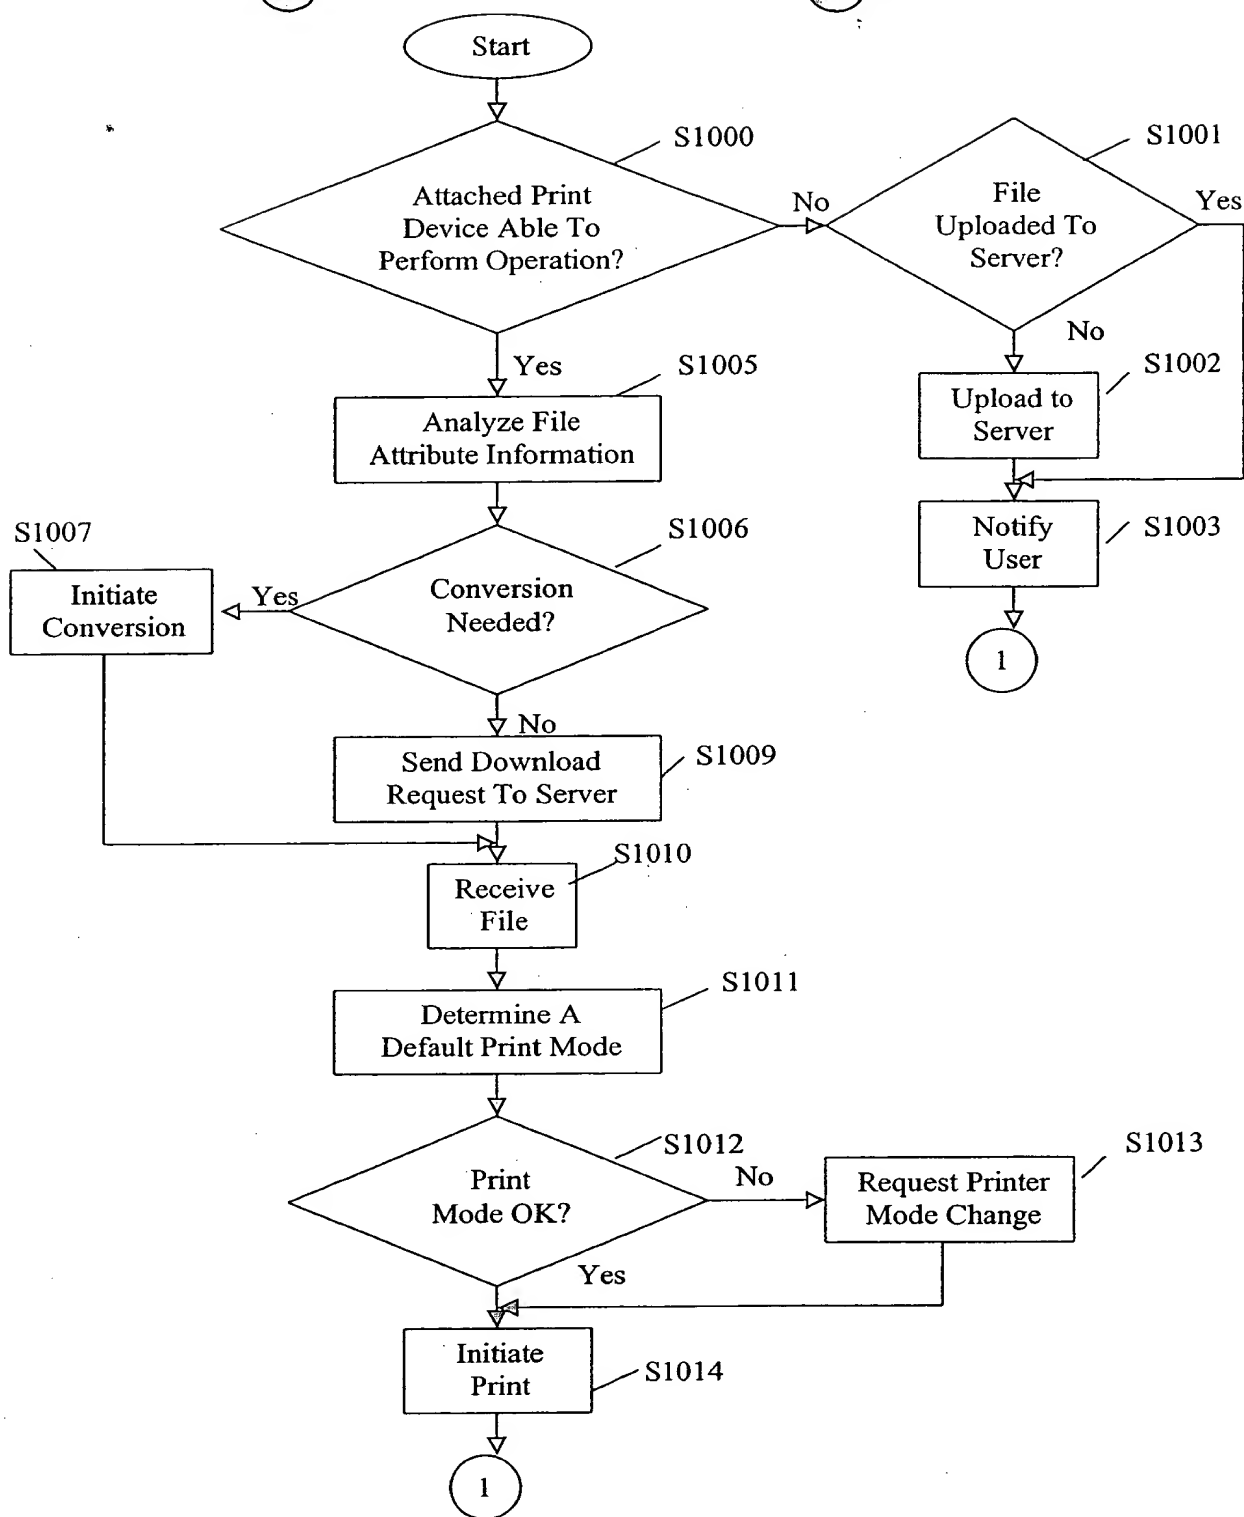 Start
S1000
Attached Print
Device Able To
Perform Operation?
No
S1001
File
Uploaded To
Server?
Yes
No
S1002
Upload to
Server
S1003
Notify
User
1
Yes
S1005
Analyze File
Attribute Information
S1006
Conversion
Needed?
Yes
S1007
Initiate
Conversion
No
Send Download
Request To Server
S1009
S1010
Receive
File
S1011
Determine A
Default Print Mode
S1012
Print
Mode OK?
No
S1013
Request Printer
Mode Change
Yes
Initiate
Print
S1014
1